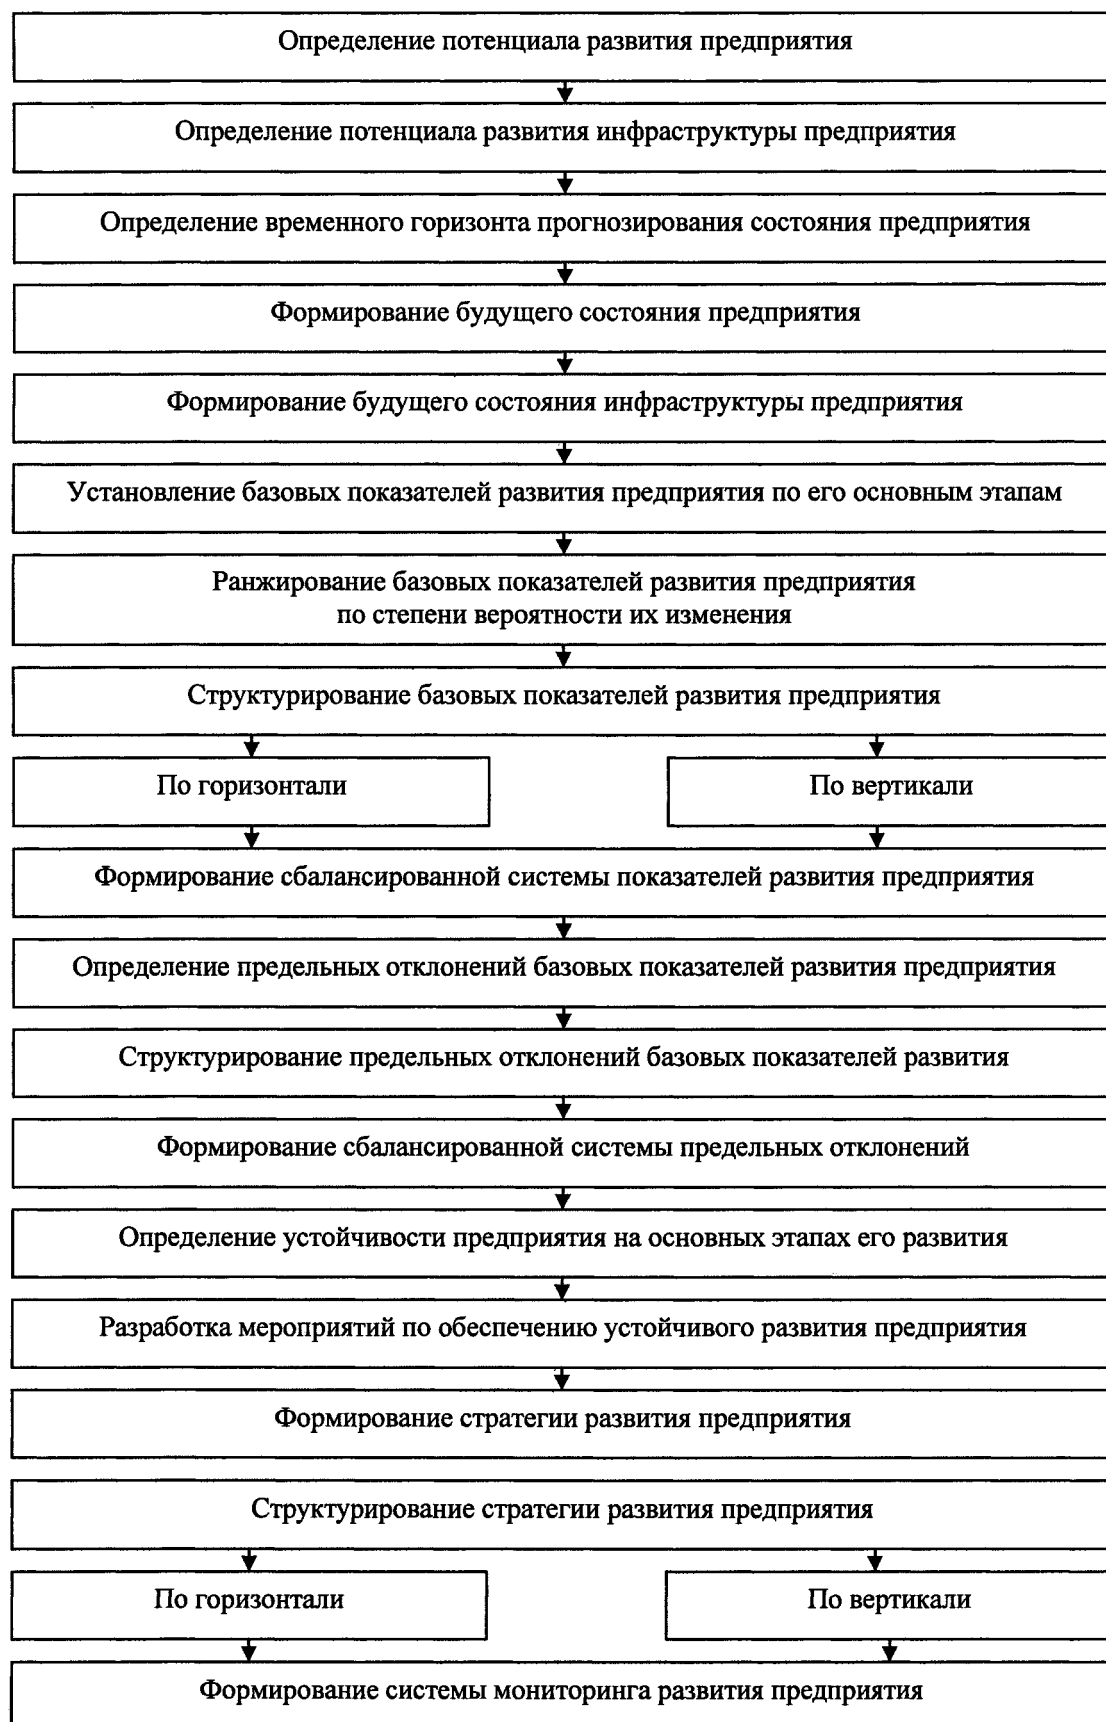 Определение потенциала развития предприятия
Определение потенциала развития инфраструктуры предприятия
Определение временного горизонта прогнозирования состояния предприятия
Формирование будущего состояния предприятия
Формирование будущего состояния инфраструктуры предприятия
Установление базовых показателей развития предприятия по его основным этапам
Ранжирование базовых показателей развития предприятия
по степени вероятности их изменения
Структурирование базовых показателей развития предприятия
По горизонтали
По вертикали
Формирование сбалансированной системы показателей развития предприятия
Определение предельных отклонений базовых показателей развития предприятия
Структурирование предельных отклонений базовых показателей развития
Формирование сбалансированной системы предельных отклонений
Определение устойчивости предприятия на основных этапах его развития
Разработка мероприятий по обеспечению устойчивого развития предприятия
Формирование стратегии развития предприятия
Структурирование стратегии развития предприятия
По горизонтали
По вертикали
Формирование системы мониторинга развития предприятия